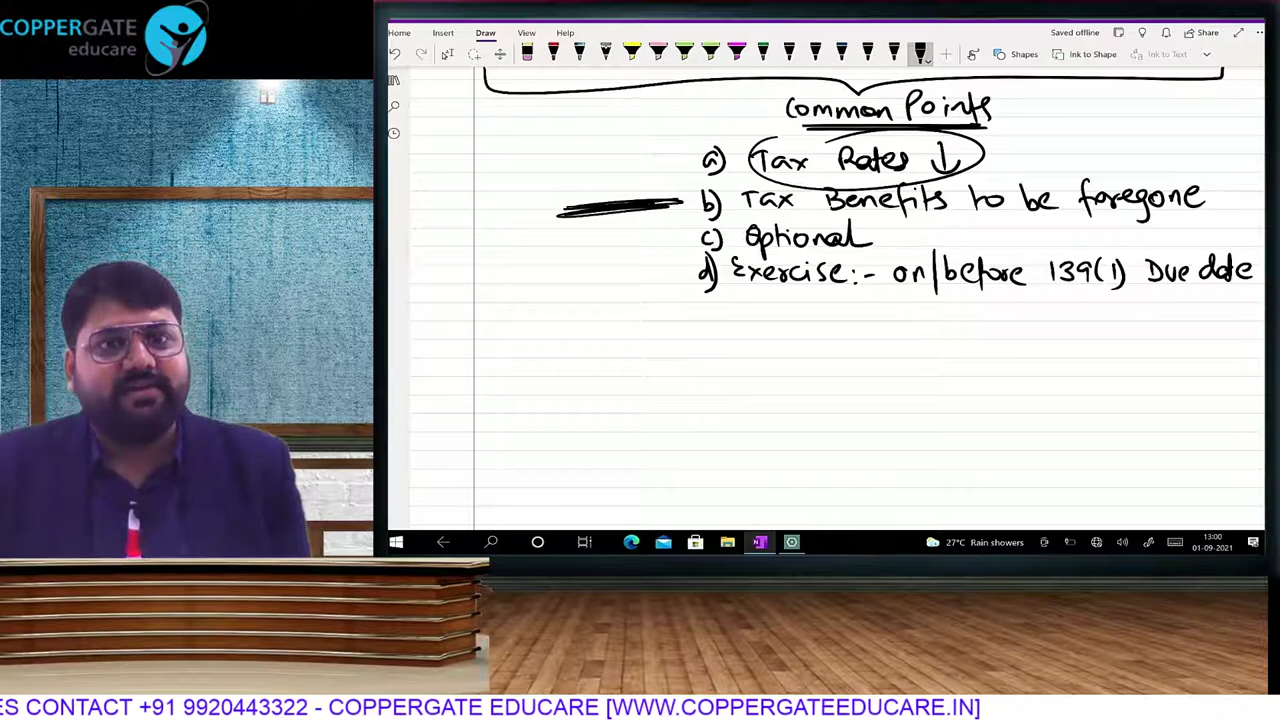 COPPERGATE
educare
Home Insert Draw View Help
Saved offline
Share
Shapes
Ink to Shape
Ink to Text
Common Points
a) Tax Rates ↓
b) Tax Benefits to be foregone
c) Optional
d) Exercise:- on/before 139(1) Due date
27°C Rain showers
13:00
01-09-2021
ES CONTACT +91 9920443322 - COPPERGATE EDUCARE [WWW.COPPERGATEEDUCARE.IN]